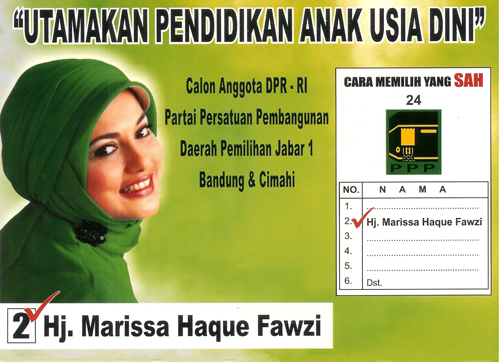 “UTAMAKAN PENDIDIKAN ANAK USIA DINI”
Calon Anggota DPR - RI
Partai Persatuan Pembangunan
Daerah Pemilihan Jabar 1
Bandung & Cimahi
CARA MEMILIH YANG SAH
24
PPP
NO. NAMA
1. ..........................................
2. Hj. Marissa Haque Fawzi
3. ..........................................
4. ..........................................
5. ..........................................
6. Dst.
2 Hj. Marissa Haque Fawzi